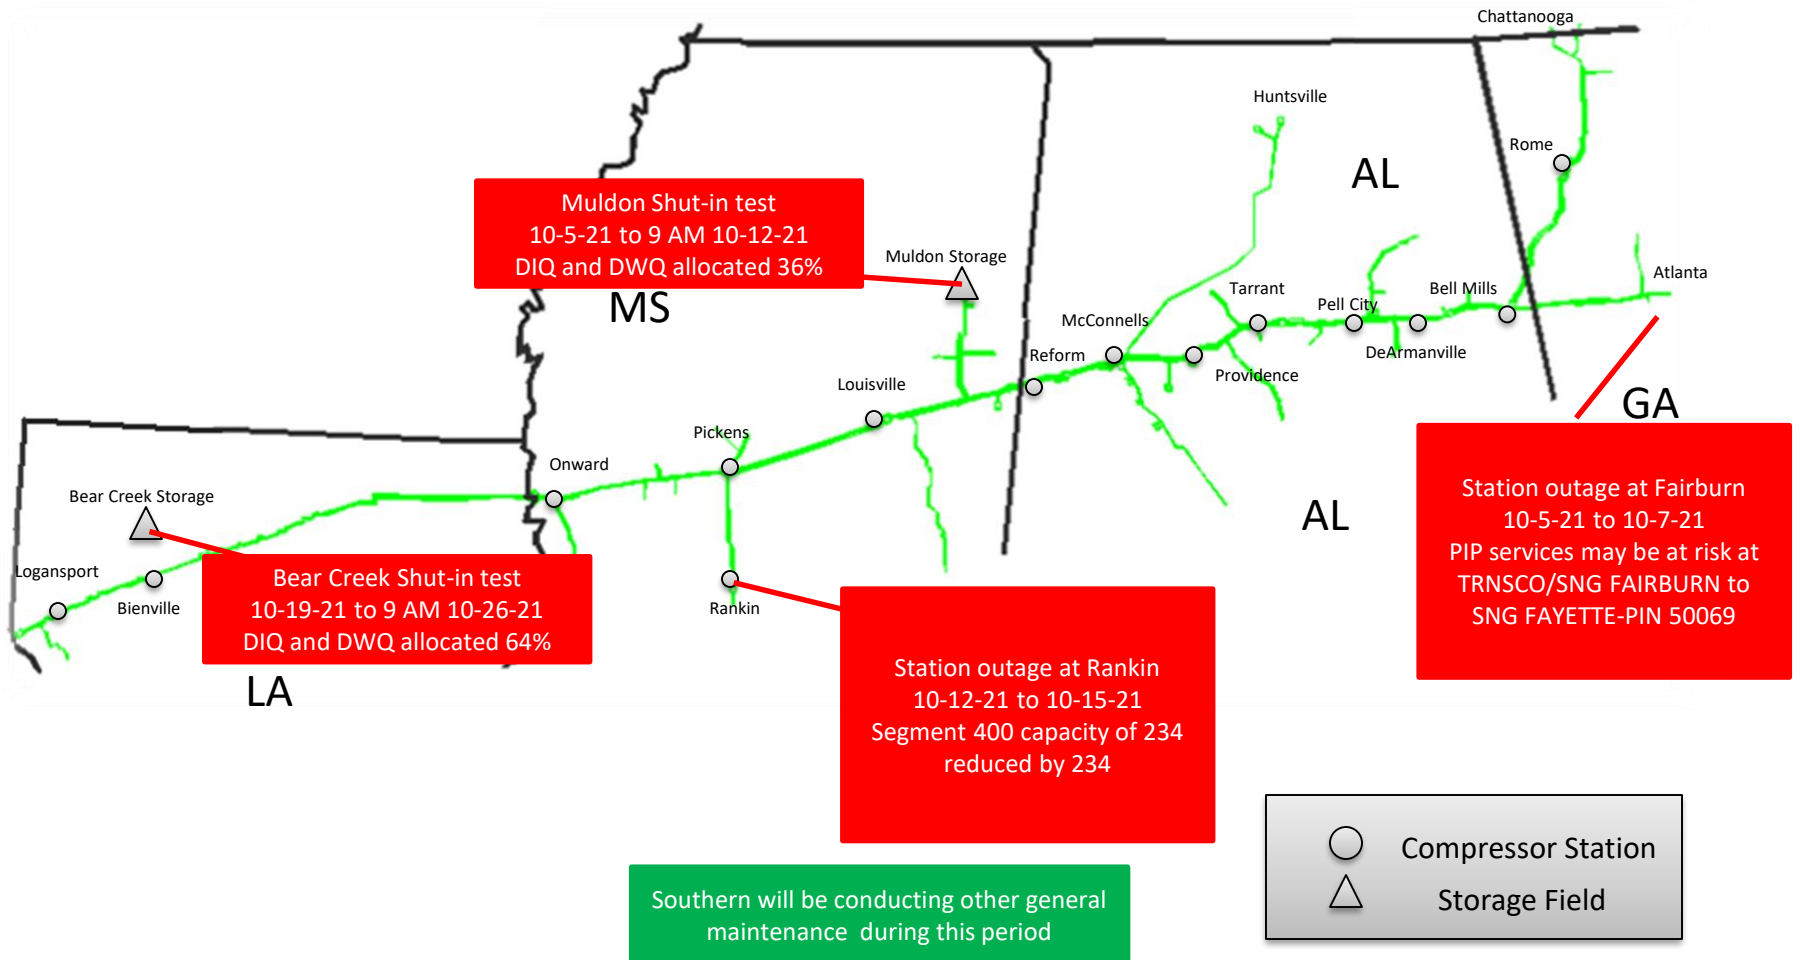 Chattanooga
Huntsville
Rome
AL
Muldon Shut-in test
10-5-21 to 9 AM 10-12-21
DIQ and DWQ allocated 36%
Muldon Storage
MS
Atlanta
Tarrant
Bell Mills
Pell City
McConnells
DeArmanville
Reform
Providence
Louisville
GA
Pickens
Onward
Bear Creek Storage
AL
Station outage at Fairburn
10-5-21 to 10-7-21
PIP services may be at risk at
TRNSCO/SNG FAIRBURN to
SNG FAYETTE-PIN 50069
Logansport
Bienville
Bear Creek Shut-in test
10-19-21 to 9 AM 10-26-21
DIQ and DWQ allocated 64%
Rankin
LA
Station outage at Rankin
10-12-21 to 10-15-21
Segment 400 capacity of 234
reduced by 234
Compressor Station
Storage Field
Southern will be conducting other general
maintenance during this period